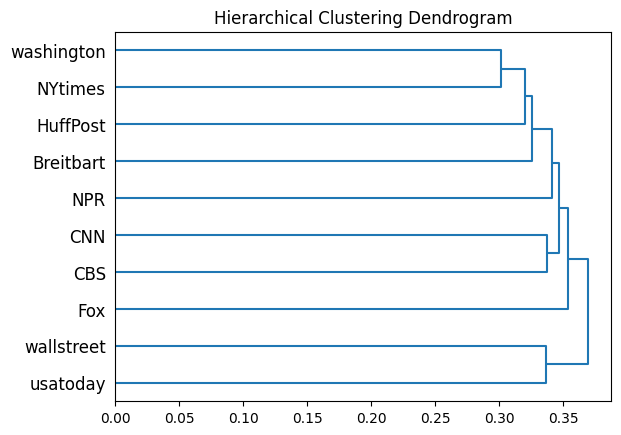 Hierarchical Clustering Dendrogram
washington
NYtimes
HuffPost
Breitbart
NPR
CNN
CBS
Fox
wallstreet
usatoday
0.00 0.05 0.10 0.15 0.20 0.25 0.30 0.35